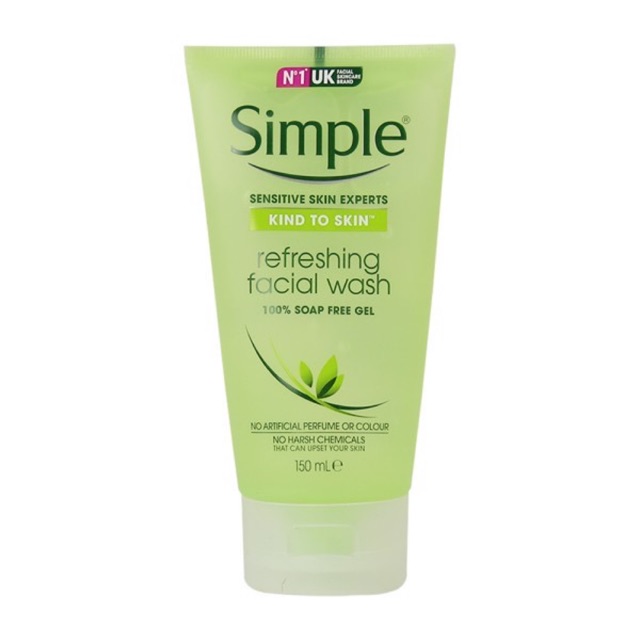 Nº1* UK FACIAL SKINCARE BRAND
Simple®
SENSITIVE SKIN EXPERTS
KIND TO SKIN™
refreshing
facial wash
100% SOAP FREE GEL
NO ARTIFICIAL PERFUME OR COLOUR
NO HARSH CHEMICALS
THAT CAN UPSET YOUR SKIN
150 mL℮